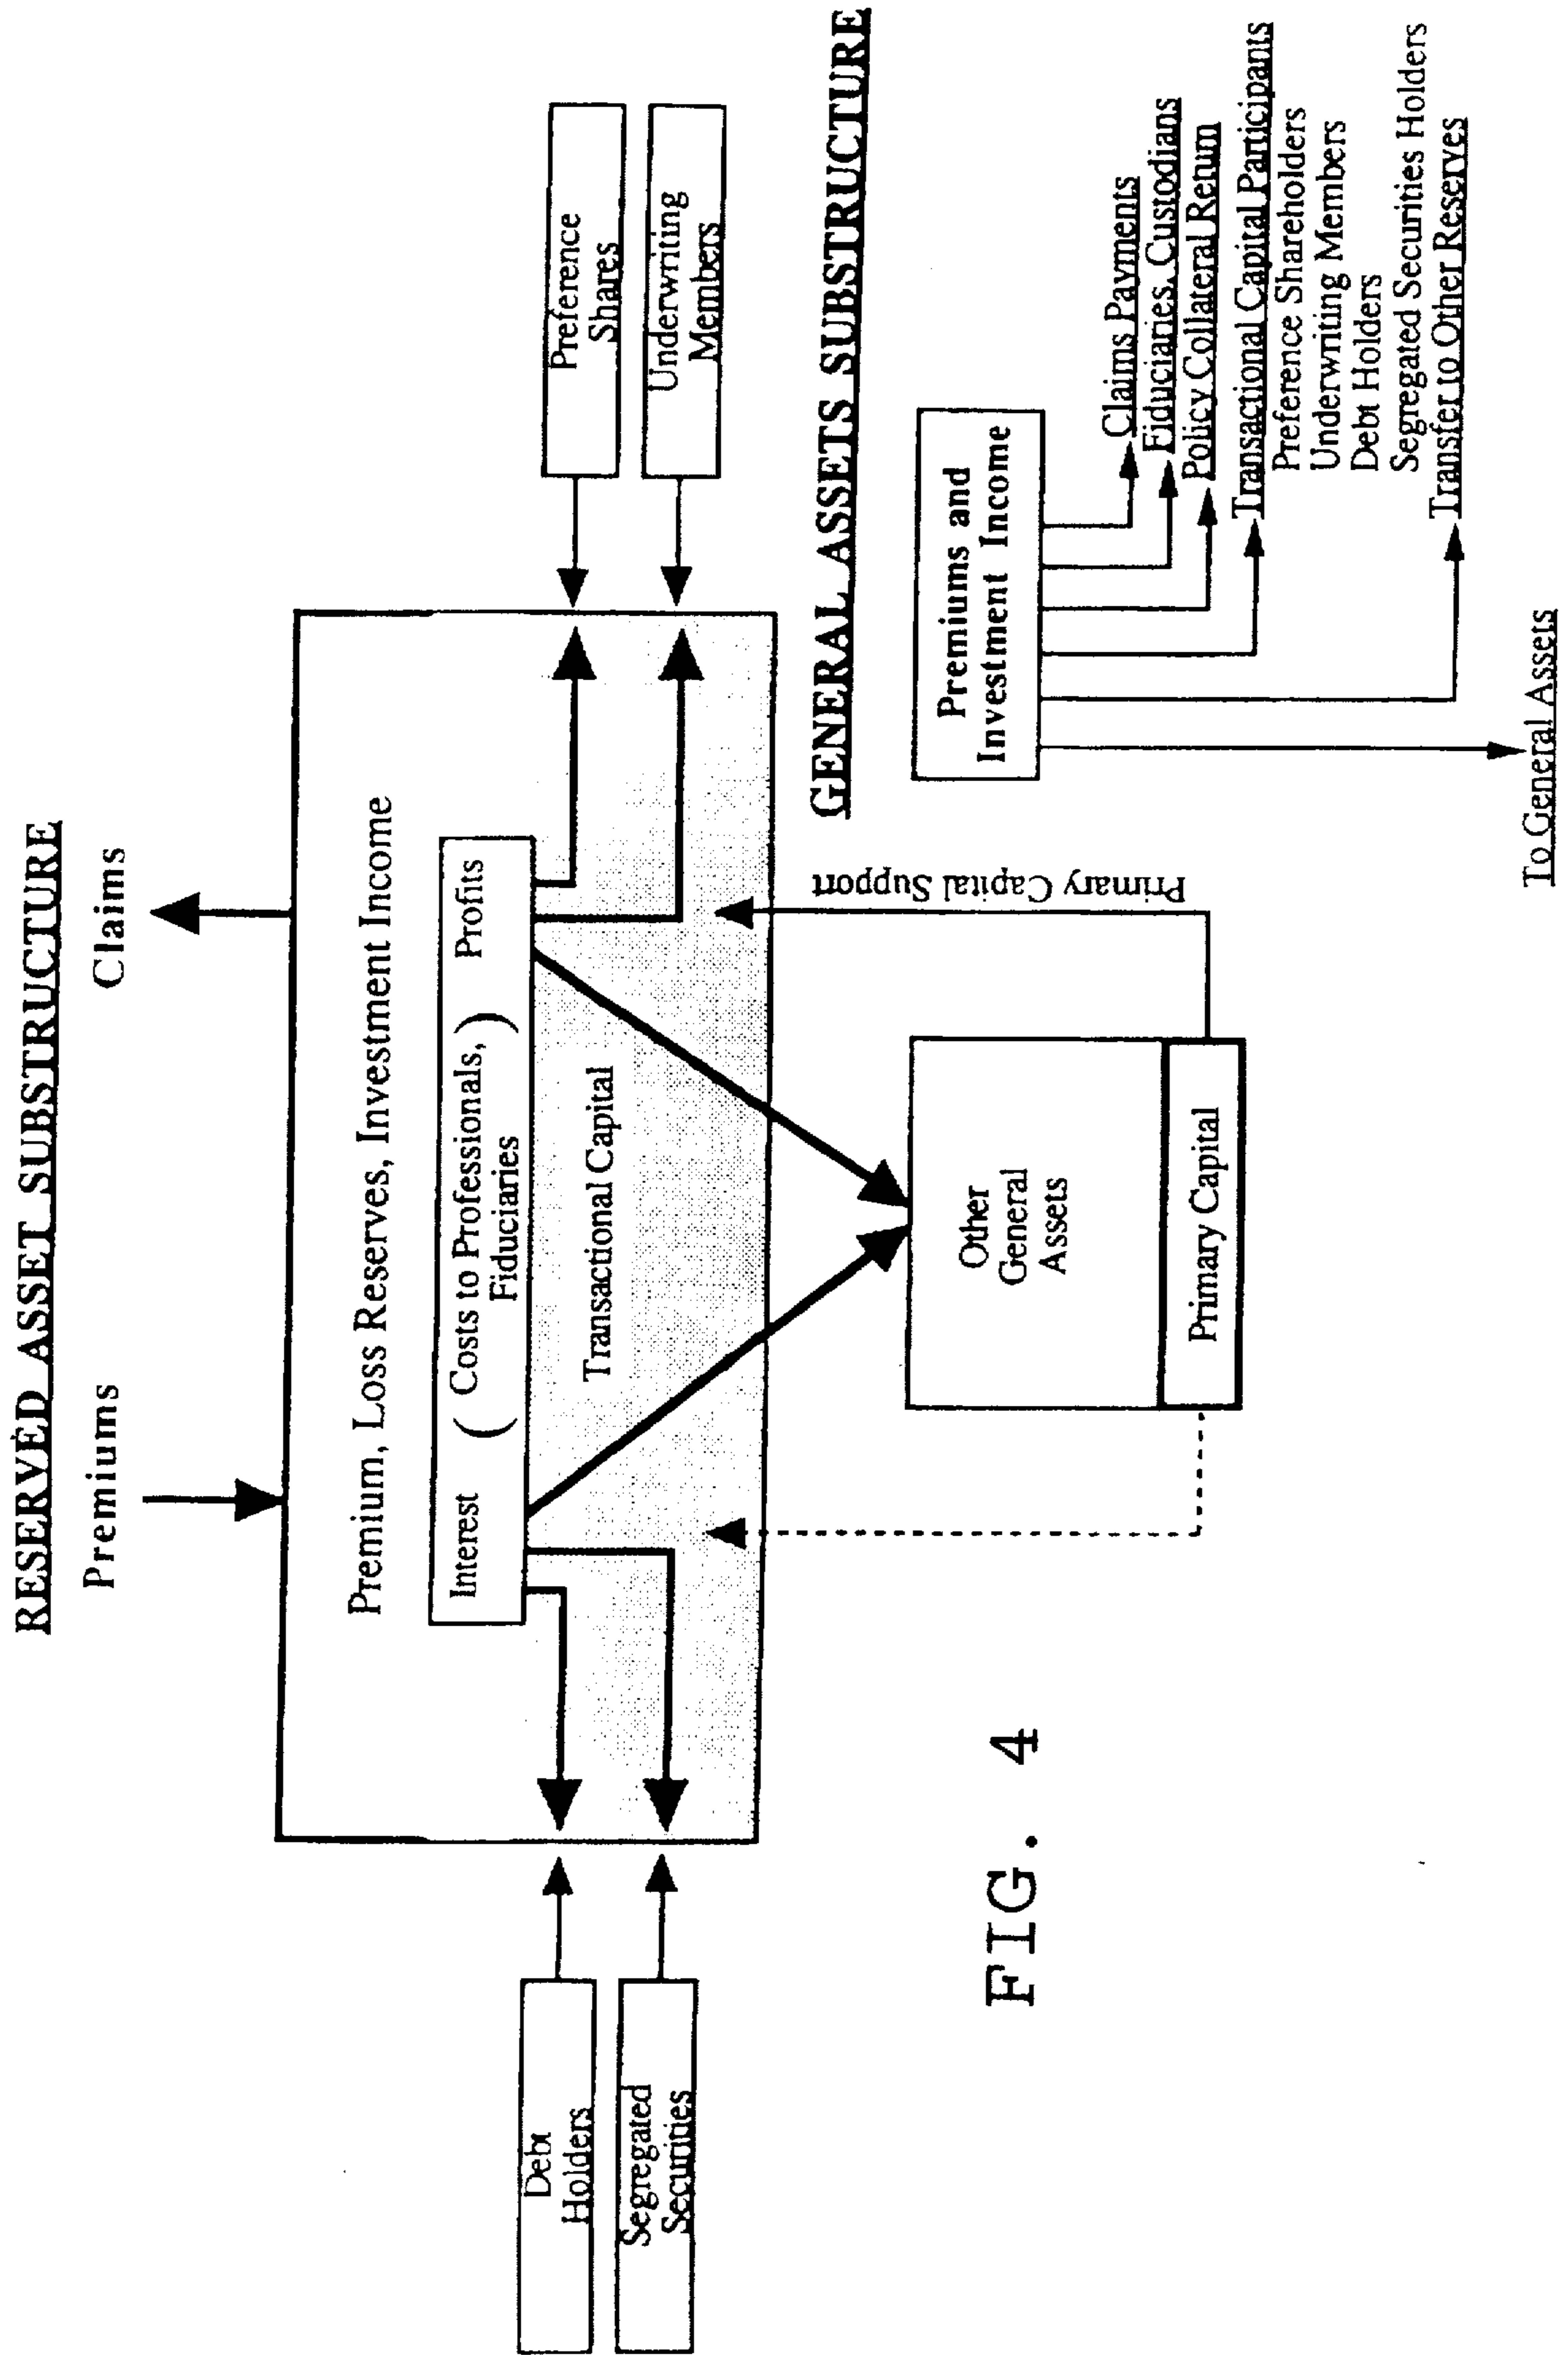 RESERVED ASSET SUBSTRUCTURE
Premiums
Claims
Premium, Loss Reserves, Investment Income
Interest ( Costs to Professionals, ) Profits
Fiduciaries
Transactional Capital
Debt
Holders
Segregated
Securities
Preference
Shares
Underwriting
Members
Other
General
Assets
Primary Capital
Primary Capital Support
GENERAL ASSETS SUBSTRUCTURE
Premiums and
Investment Income
Claims Payments
Fiduciaries, Custodians
Policy Collateral Return
Transactional Capital Participants
Preference Shareholders
Underwriting Members
Debt Holders
Segregated Securities Holders
Transfer to Other Reserves
To General Assets
FIG. 4